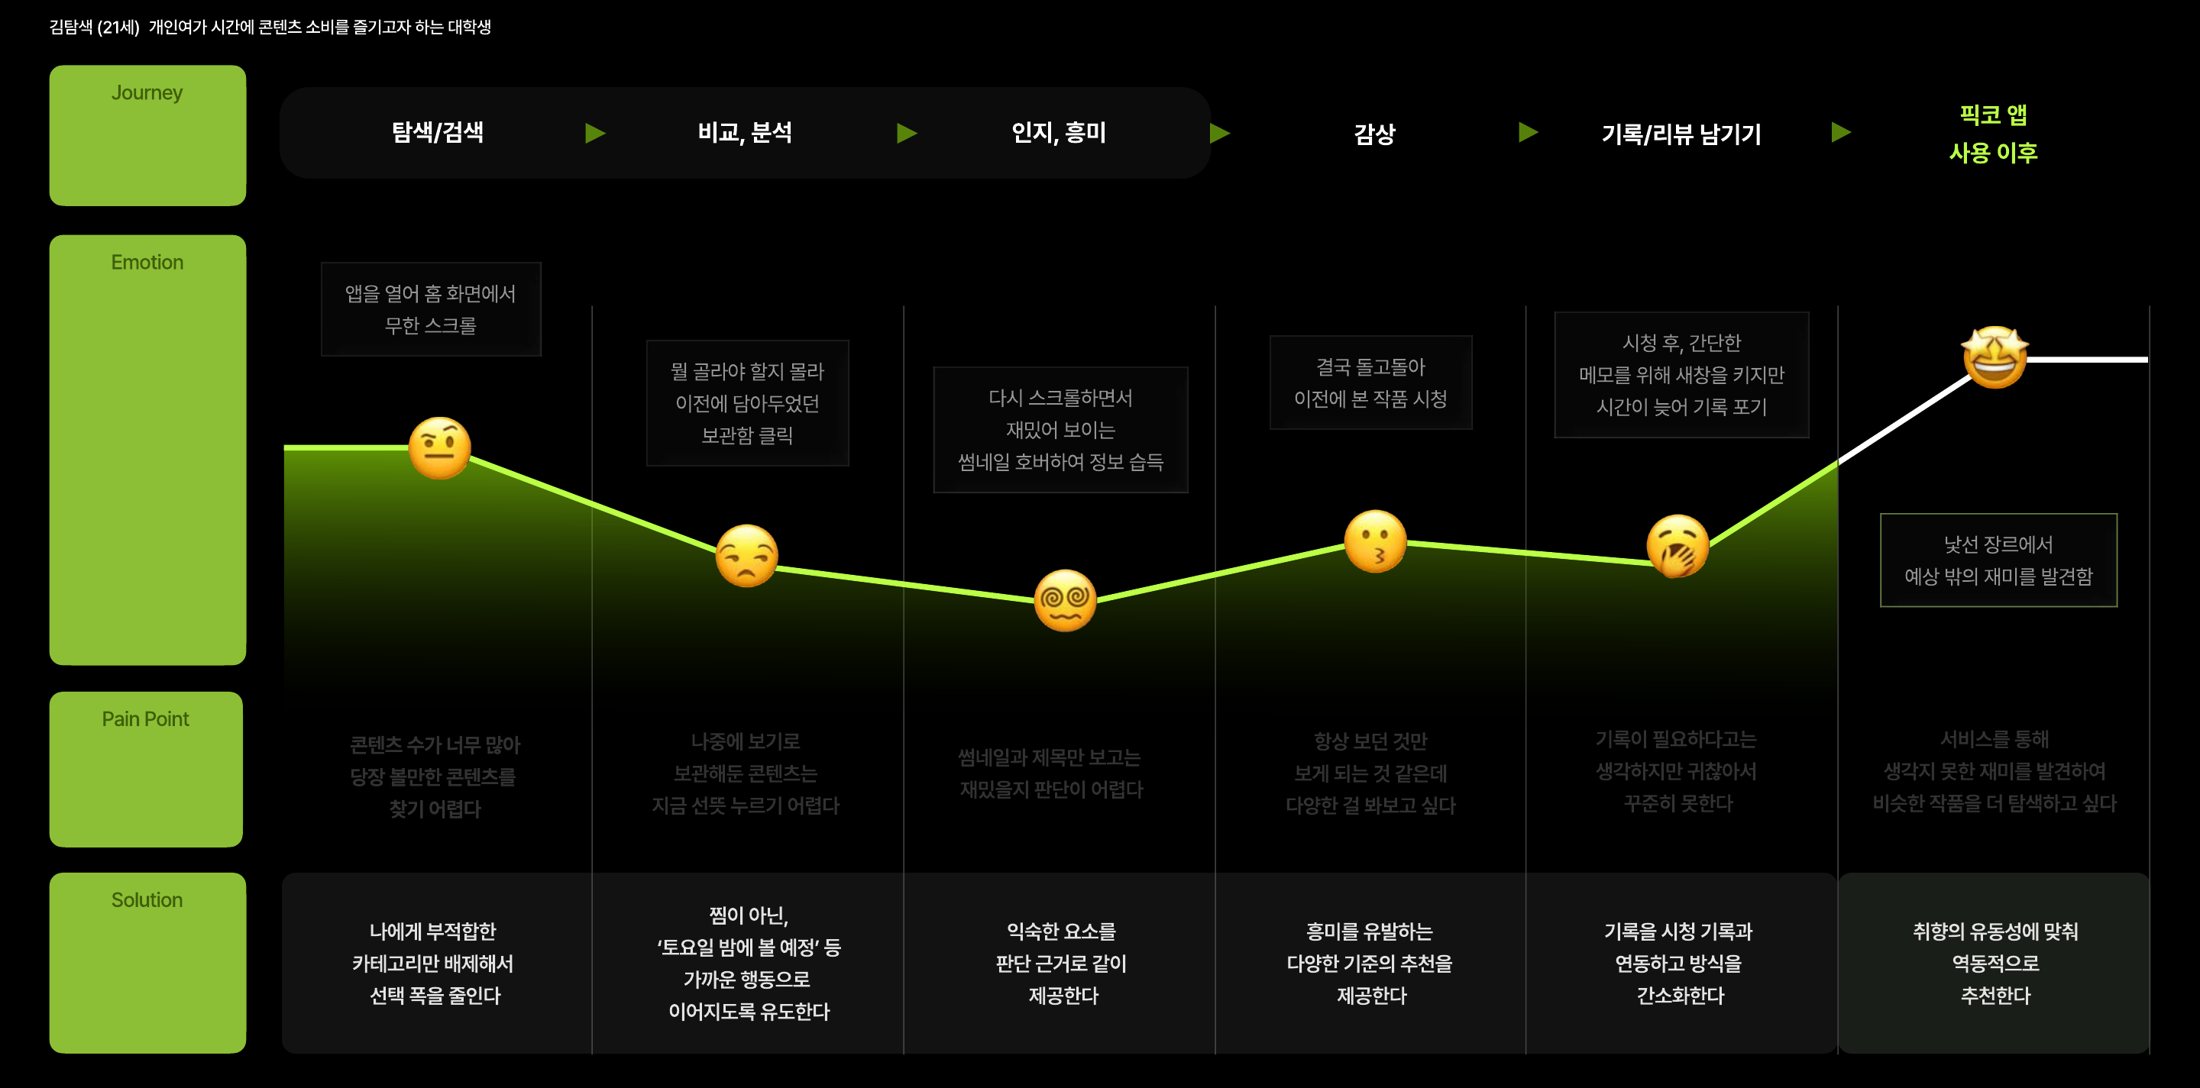 김탐색 (21세)  개인여가 시간에 콘텐츠 소비를 즐기고자 하는 대학생
Journey
탐색/검색
비교, 분석
인지, 흥미
감상
기록/리뷰 남기기
픽코 앱
사용 이후
Emotion
앱을 열어 홈 화면에서
무한 스크롤
뭘 골라야 할지 몰라
이전에 담아두었던
보관함 클릭
다시 스크롤하면서
재밌어 보이는
썸네일 호버하여 정보 습득
결국 돌고돌아
이전에 본 작품 시청
시청 후, 간단한
메모를 위해 새창을 키지만
시간이 늦어 기록 포기
낯선 장르에서
예상 밖의 재미를 발견함
Pain Point
콘텐츠 수가 너무 많아
당장 볼만한 콘텐츠를
찾기 어렵다
나중에 보기로
보관해둔 콘텐츠는
지금 선뜻 누르기 어렵다
썸네일과 제목만 보고는
재밌을지 판단이 어렵다
항상 보던 것만
보게 되는 것 같은데
다양한 걸 봐보고 싶다
기록이 필요하다고는
생각하지만 귀찮아서
꾸준히 못한다
서비스를 통해
생각지 못한 재미를 발견하여
비슷한 작품을 더 탐색하고 싶다
Solution
나에게 부적합한
카테고리만 배제해서
선택 폭을 줄인다
찜이 아닌,
‘토요일 밤에 볼 예정’ 등
가까운 행동으로
이어지도록 유도한다
익숙한 요소를
판단 근거로 같이
제공한다
흥미를 유발하는
다양한 기준의 추천을
제공한다
기록을 시청 기록과
연동하고 방식을
간소화한다
취향의 유동성에 맞춰
역동적으로
추천한다